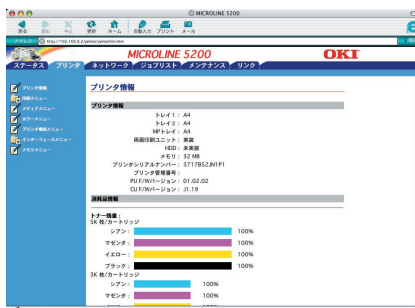 MICROLINE 5200
戻る 進む 中止 更新 ホーム 自動入力 プリント メール
http://192.168.0.2/printer/printerinn.htm
MICROLINE 5200
OKI
ステータス プリンタ ネットワーク ジョブリスト メンテナンス リンク
プリンタ情報
印刷メニュー
メディアメニュー
カラーメニュー
プリンタ構成メニュー
インターフェースメニュー
メモリメニュー
プリンタ情報
プリンタ情報
トレイ1： A4
トレイ2： A4
MPトレイ： A4
両面印刷ユニット： 実装
HDD： 未実装
メモリ： 32 MB
プリンタシリアルナンバー： 3717B52JN1P1
プリンタ管理番号：
PU F/Wバージョン： 01.02.02
CU F/Wバージョン： J1.19
消耗品情報
トナー残量：
5K 枚/カートリッジ
シアン： 100%
マゼンタ： 100%
イエロー： 100%
ブラック： 100%
3K 枚/カートリッジ
シアン： 100%
マゼンタ： 100%